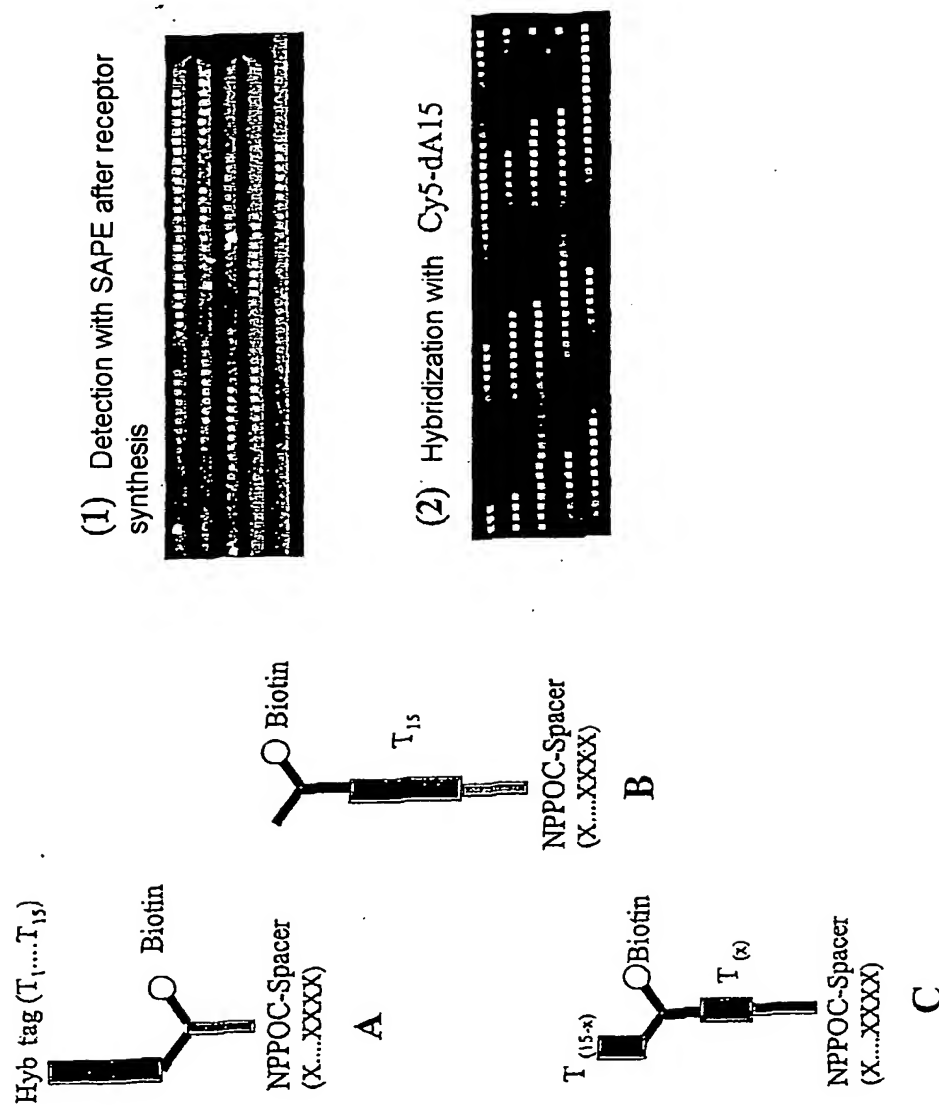 Hyb tag (T1....T15)
Biotin
NPPOC-Spacer
(X....XXXX)
A
Biotin
T15
NPPOC-Spacer
(X....XXXX)
B
T(15-x)
Biotin
T(x)
NPPOC-Spacer
(X....XXXX)
C
(1) Detection with SAPE after receptor
synthesis
(2) Hybridization with Cy5-dA15